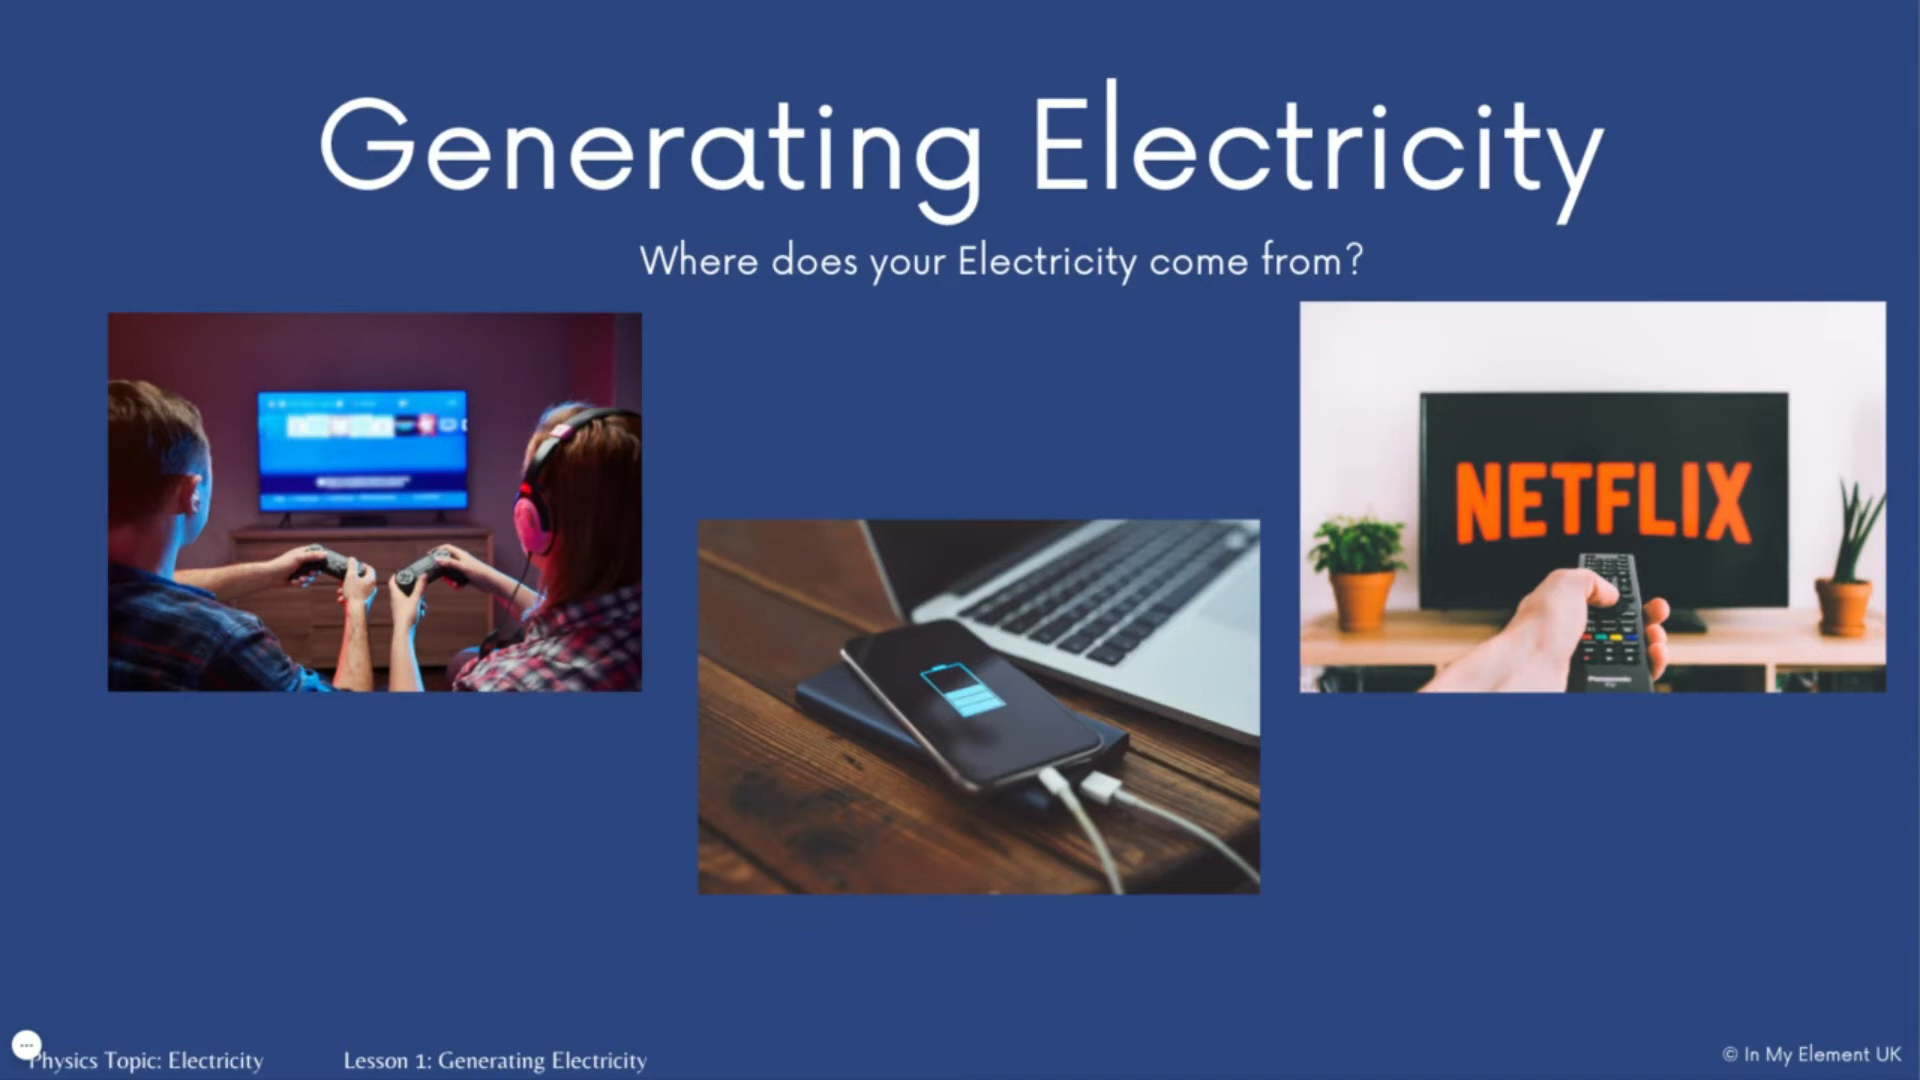 Generating Electricity
Where does your Electricity come from?
NETFLIX
Panasonic
Physics Topic: Electricity
Lesson 1: Generating Electricity
© In My Element UK